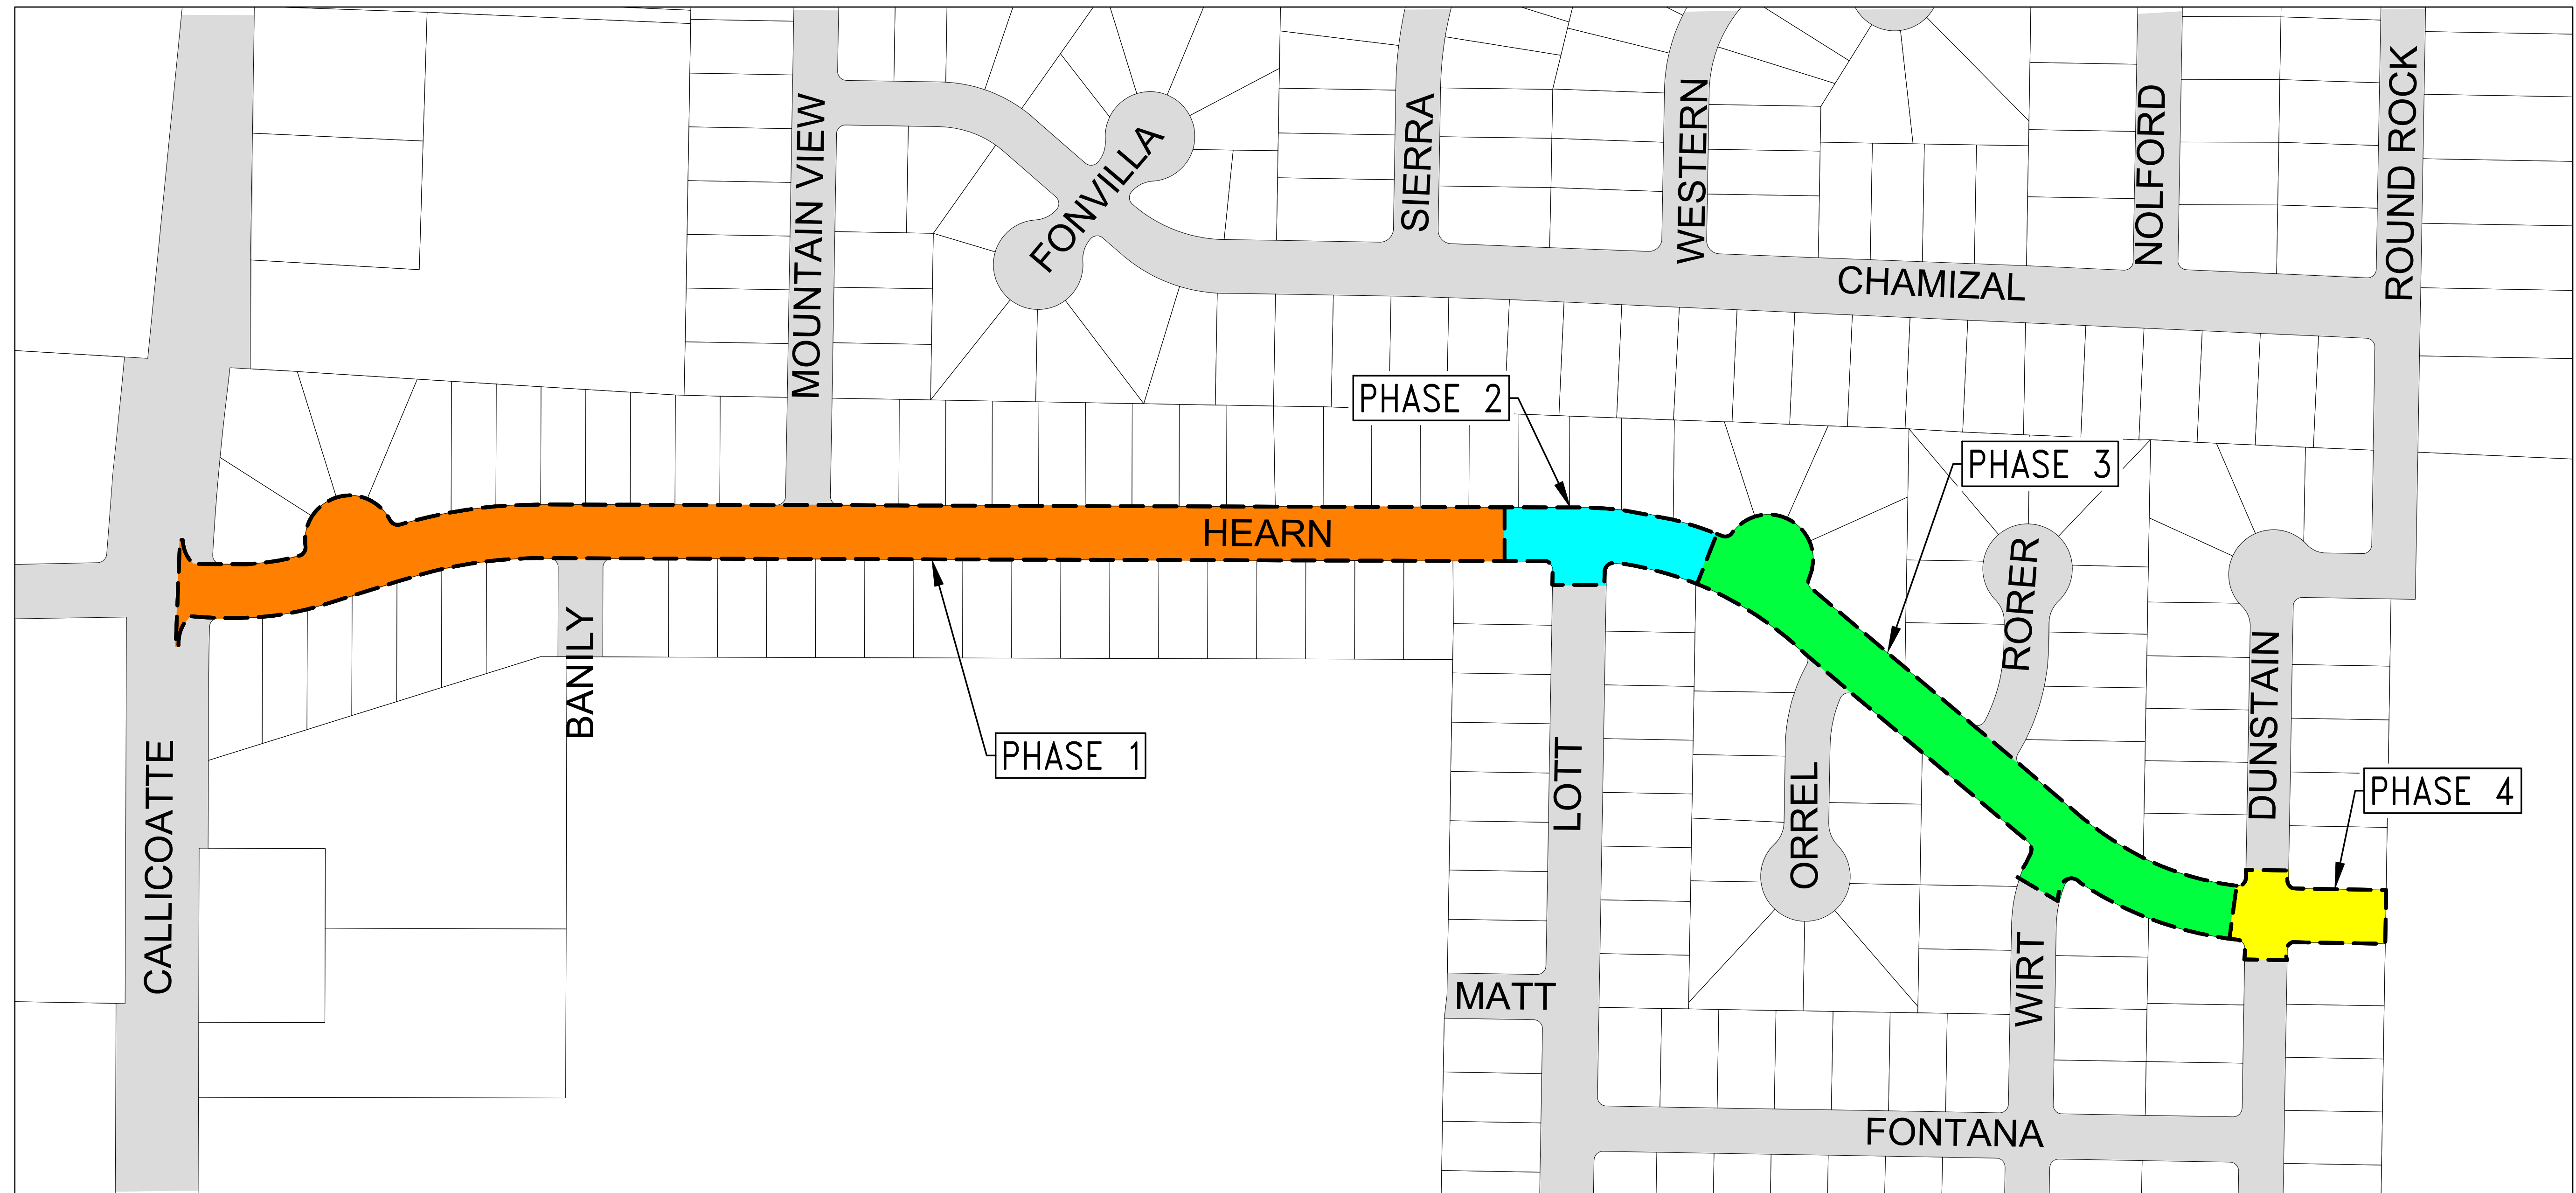 ROUND ROCK
MOUNTAIN VIEW
SIERRA
WESTERN
NOLFORD
FONVILLA
CHAMIZAL
PHASE 2
PHASE 3
HEARN
RORER
BANILY
DUNSTAIN
PHASE 1
CALLICOATTE
LOTT
ORREL
PHASE 4
WIRT
MATT
FONTANA